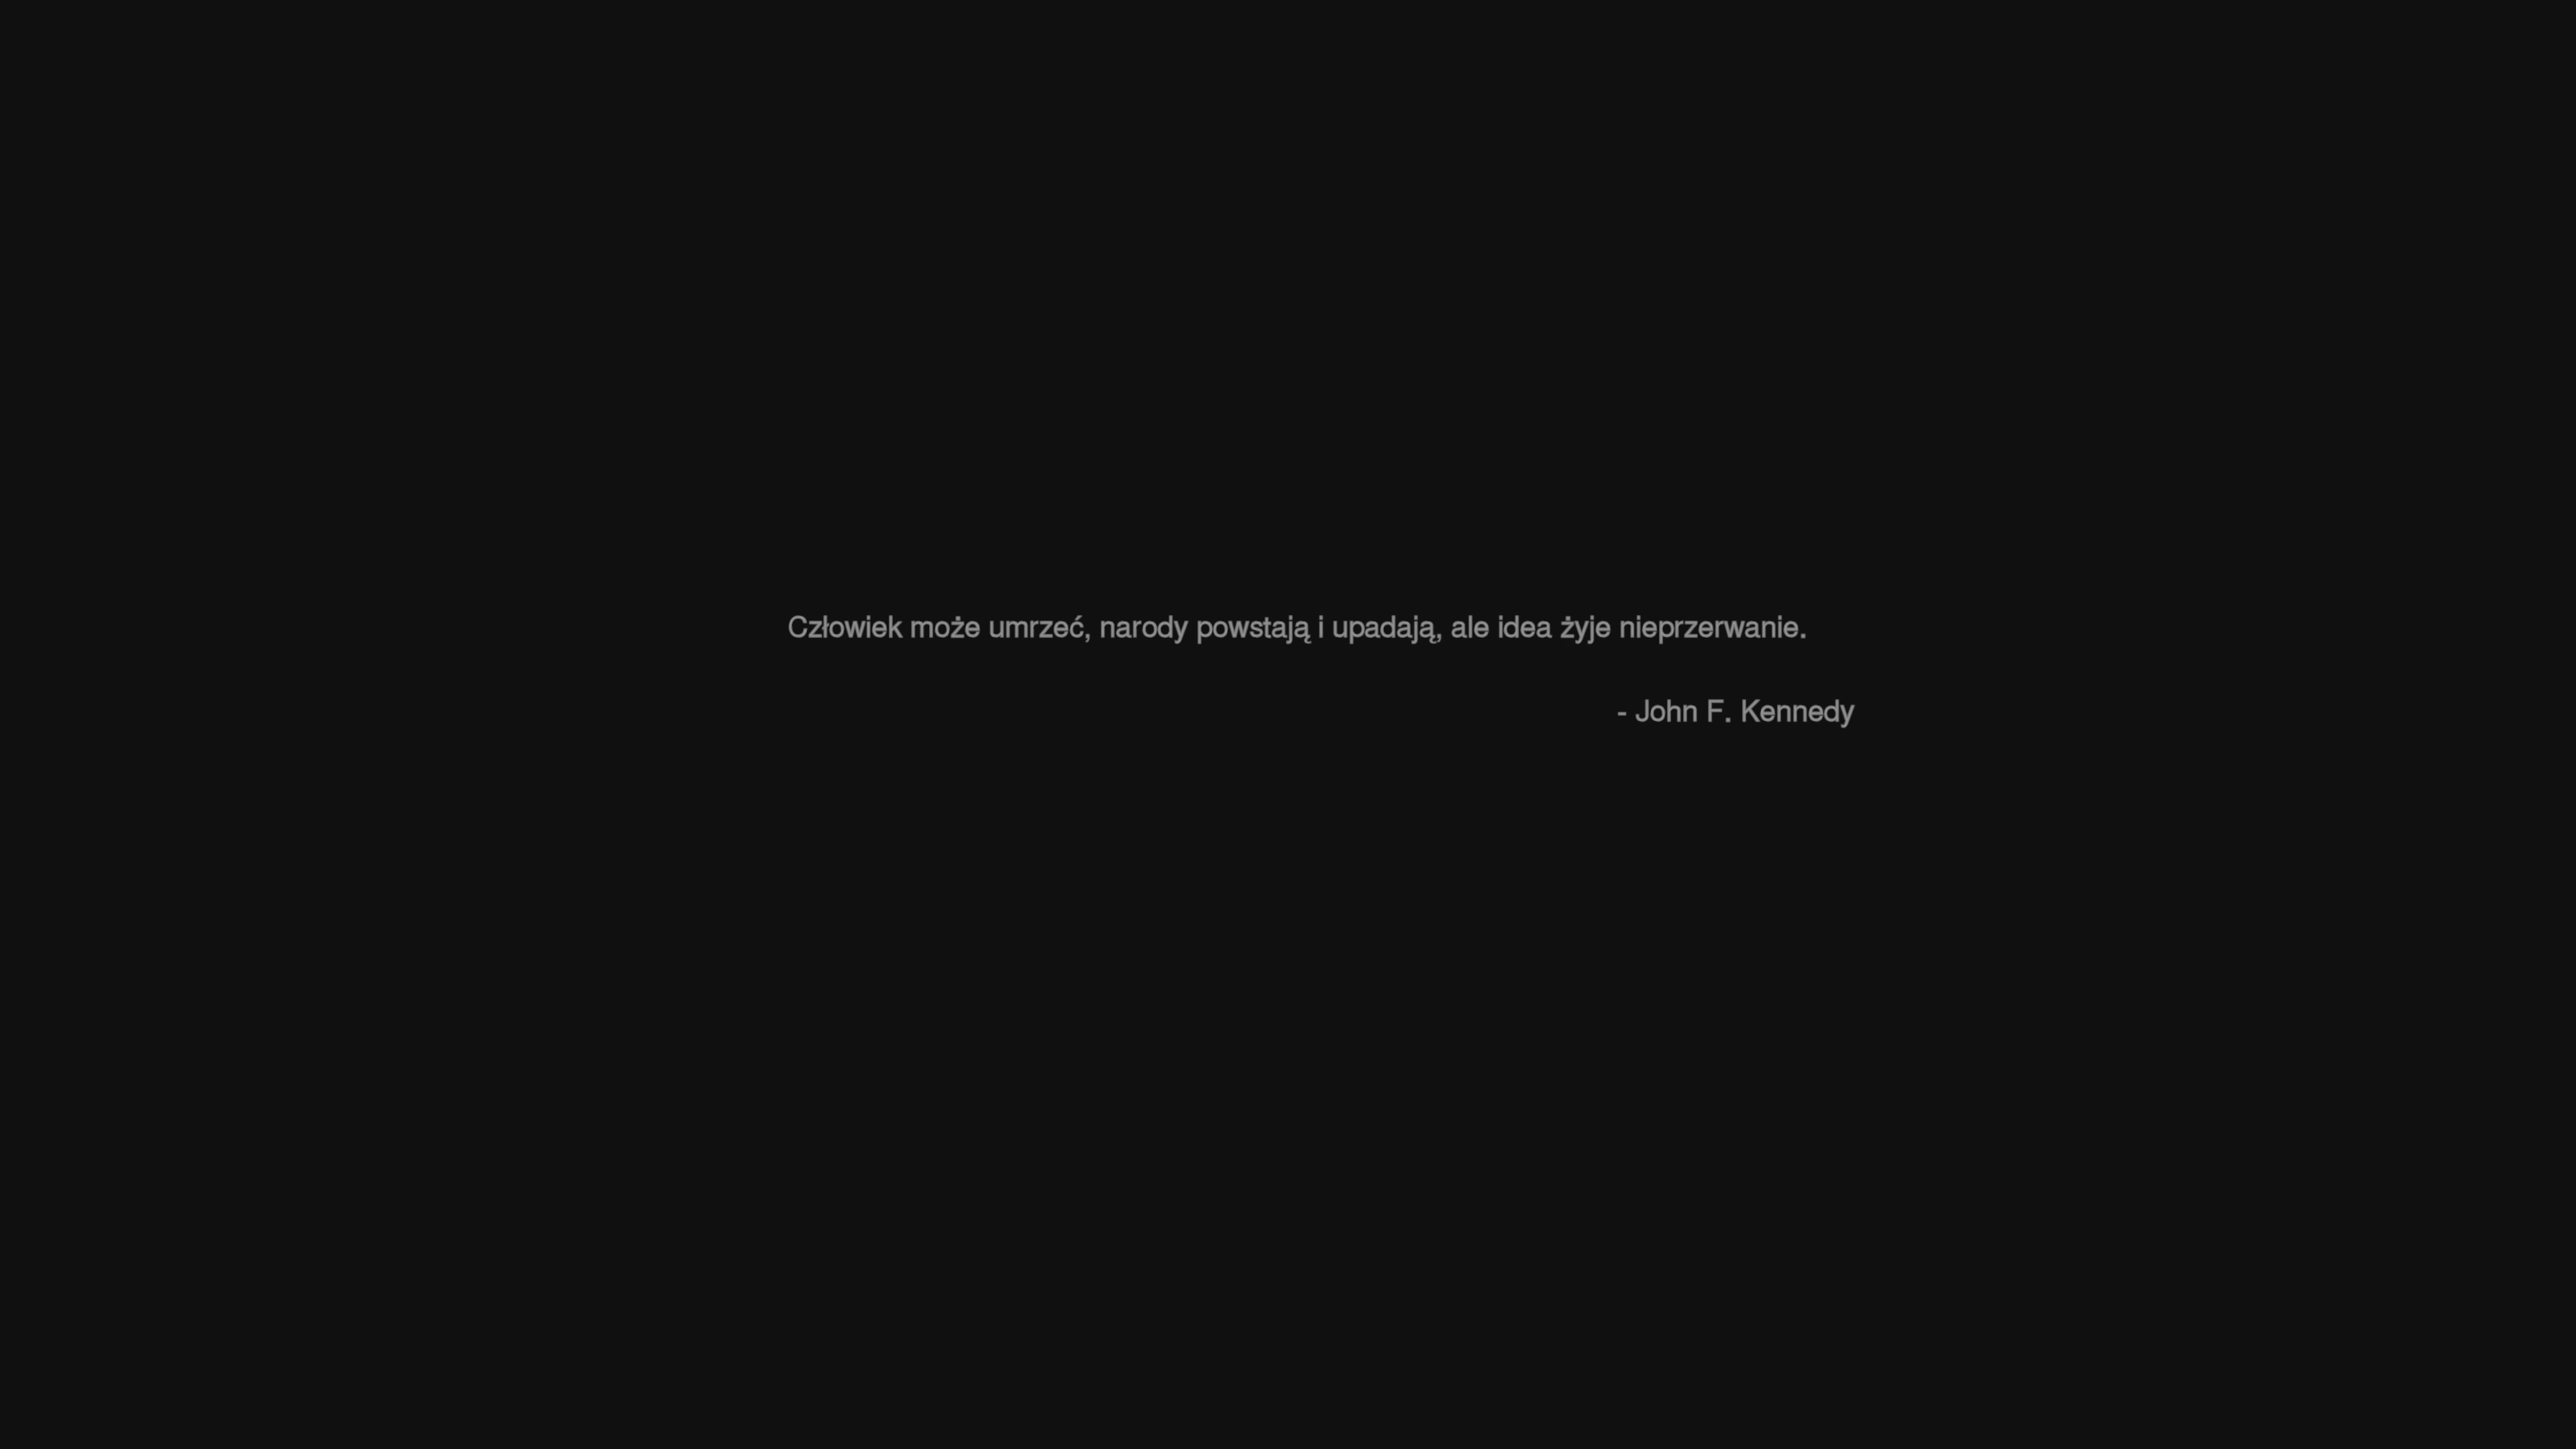 Człowiek może umrzeć, narody powstają i upadają, ale idea żyje nieprzerwanie.
- John F. Kennedy